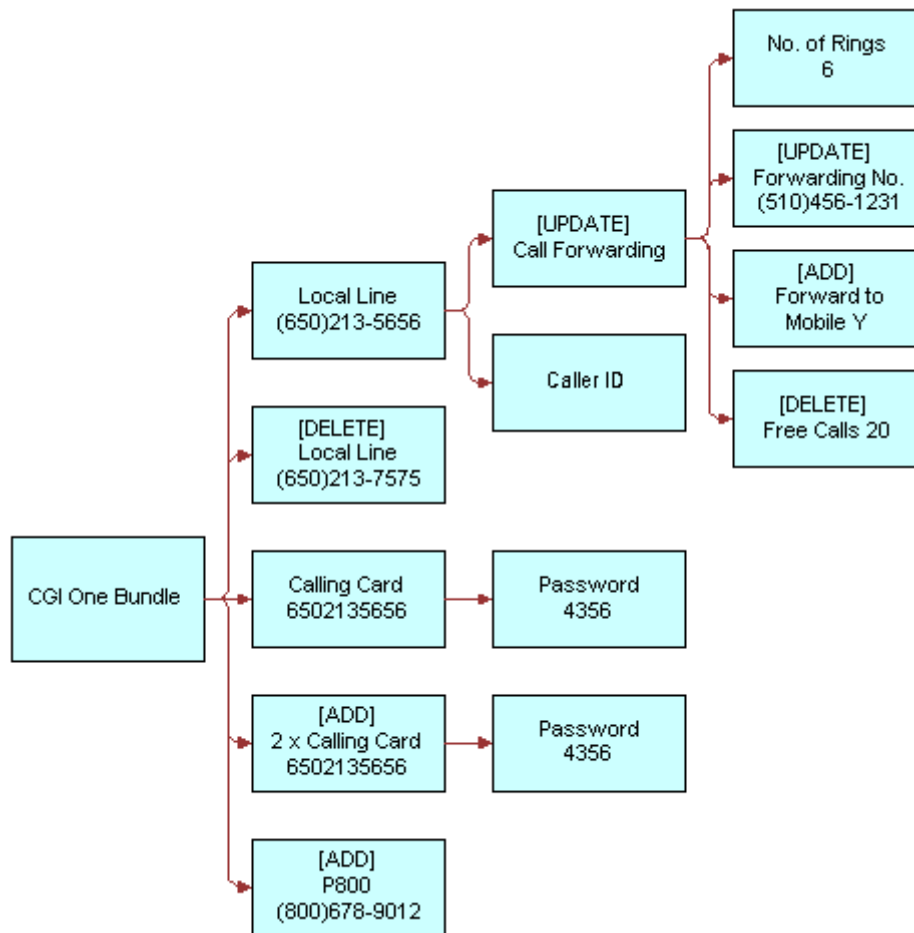 No. of Rings
6
[UPDATE]
Forwarding No.
(510)456-1231
[UPDATE]
Call Forwarding
[ADD]
Forward to
Mobile Y
Local Line
(650)213-5656
Caller ID
[DELETE]
Free Calls 20
[DELETE]
Local Line
(650)213-7575
CGI One Bundle
Calling Card
6502135656
Password
4356
[ADD]
2 x Calling Card
6502135656
Password
4356
[ADD]
P800
(800)678-9012